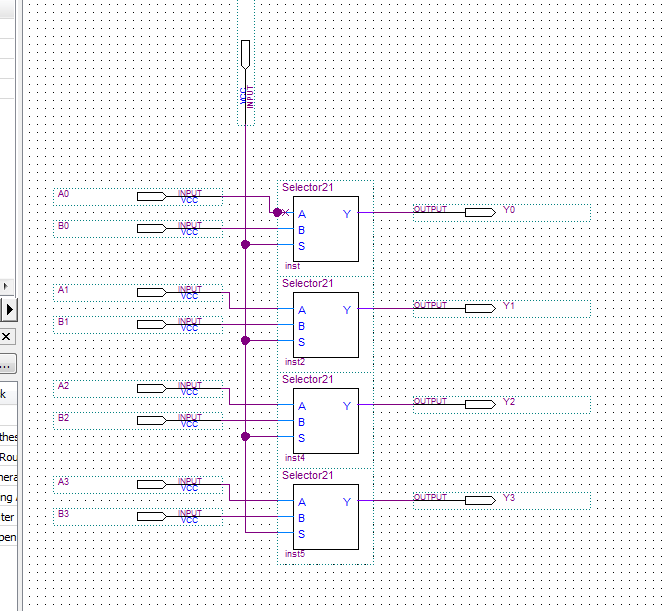 VCC
INPUT
Selector21
A0
INPUT
VCC
A
Y
OUTPUT
Y0
B0
INPUT
VCC
B
S
inst
Selector21
A1
INPUT
VCC
A
Y
OUTPUT
Y1
B1
INPUT
VCC
B
S
inst2
Selector21
A2
INPUT
VCC
A
Y
OUTPUT
Y2
B2
INPUT
VCC
B
S
inst4
Selector21
A3
INPUT
VCC
A
Y
OUTPUT
Y3
B3
INPUT
VCC
B
S
inst5